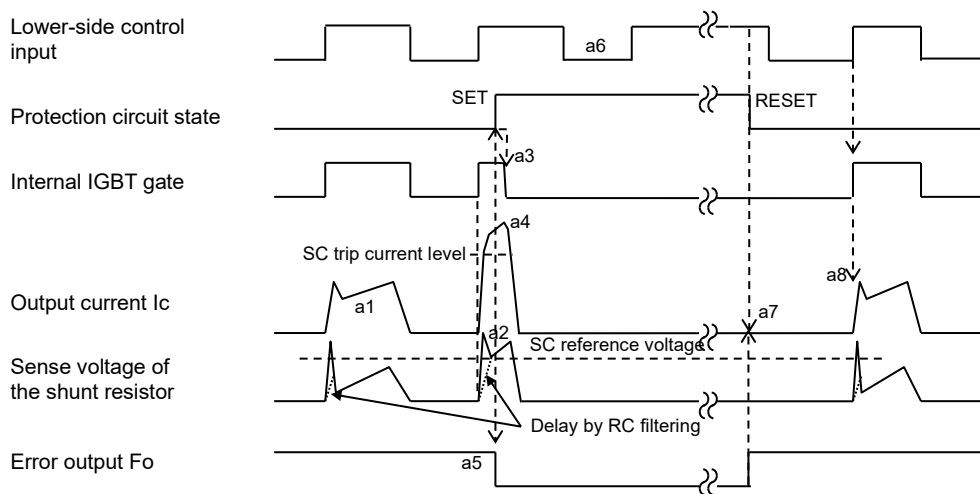 Lower-side control
input
a6
SET
RESET
Protection circuit state
a3
Internal IGBT gate
a4
SC trip current level
a8
Output current Ic
a1
a7
a2
SC reference voltage
Sense voltage of
the shunt resistor
Delay by RC filtering
Error output Fo
a5